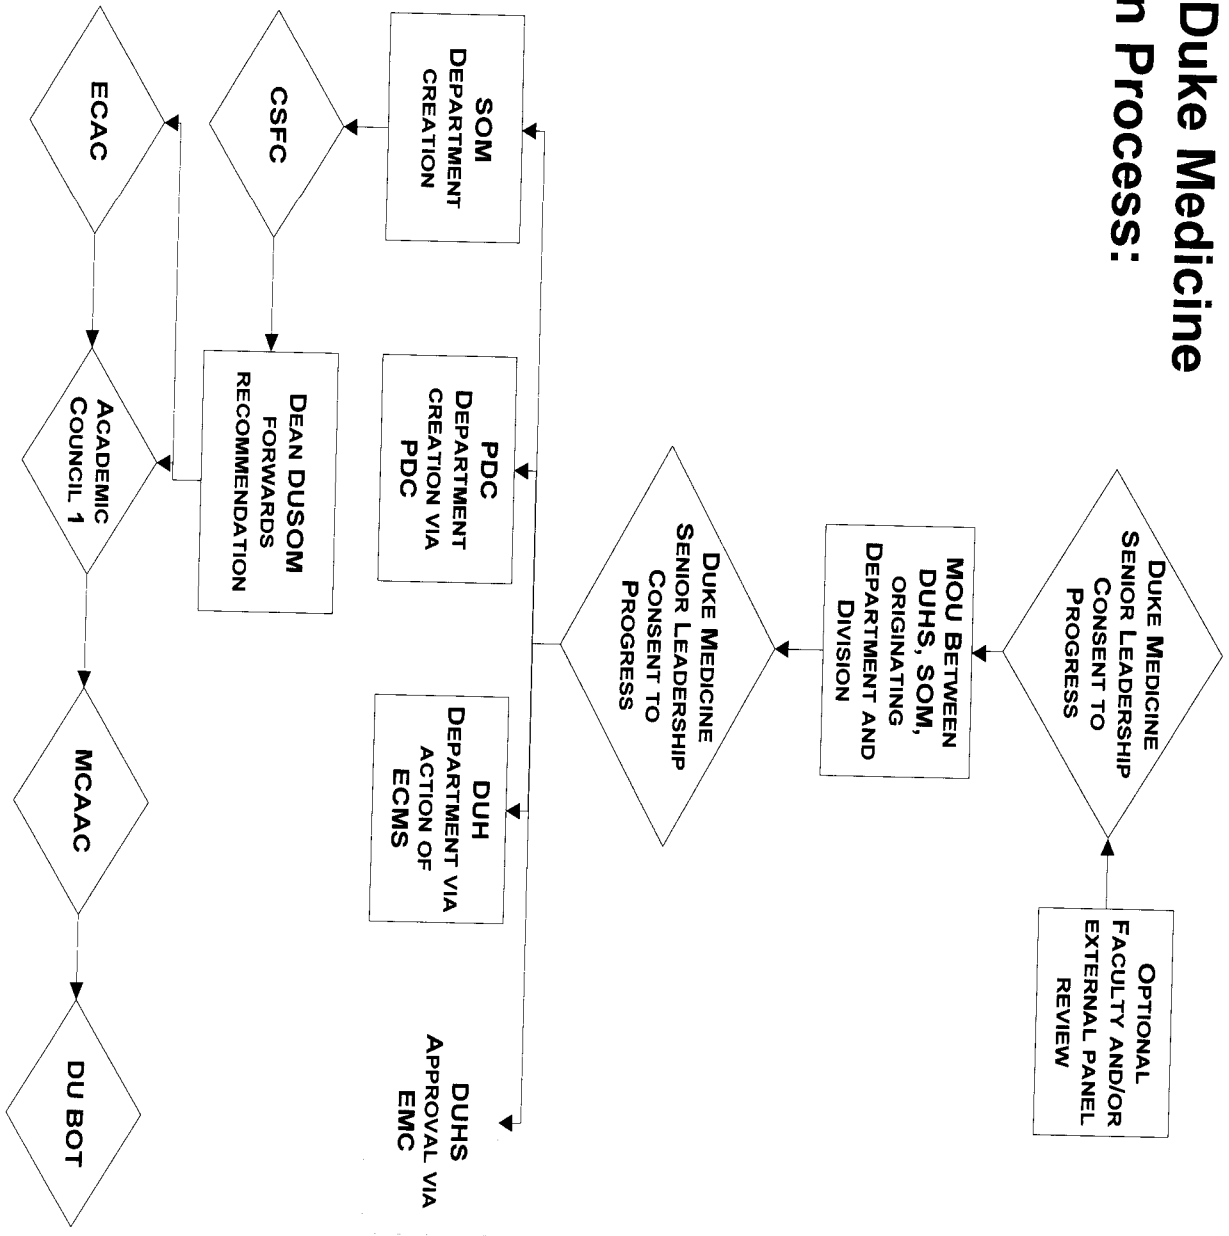 Duke Medicine
n Process:
DUKE MEDICINE
SENIOR LEADERSHIP
CONSENT TO
PROGRESS
OPTIONAL
FACULTY AND/OR
EXTERNAL PANEL
REVIEW
MOU BETWEEN
DUHS, SOM,
ORIGINATING
DEPARTMENT AND
DIVISION
DUKE MEDICINE
SENIOR LEADERSHIP
CONSENT TO
PROGRESS
SOM
DEPARTMENT
CREATION
PDC
DEPARTMENT
CREATION VIA
PDC
DUH
DEPARTMENT VIA
ACTION OF
ECMS
DUHS
APPROVAL VIA
EMC
CSFC
DEAN DUSOM
FORWARDS
RECOMMENDATION
ECAC
ACADEMIC
COUNCIL 1
MCAAC
DU BOT